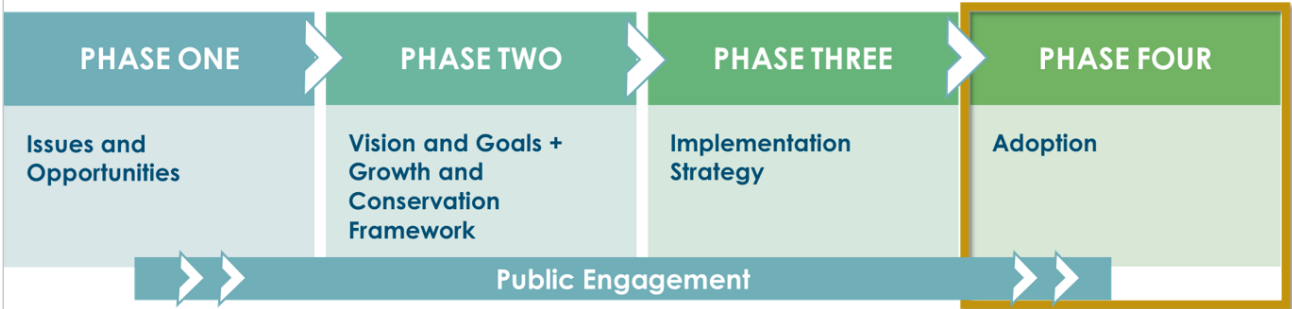 PHASE ONE
PHASE TWO
PHASE THREE
PHASE FOUR
Issues and
Opportunities
Vision and Goals +
Growth and
Conservation
Framework
Implementation
Strategy
Adoption
Public Engagement